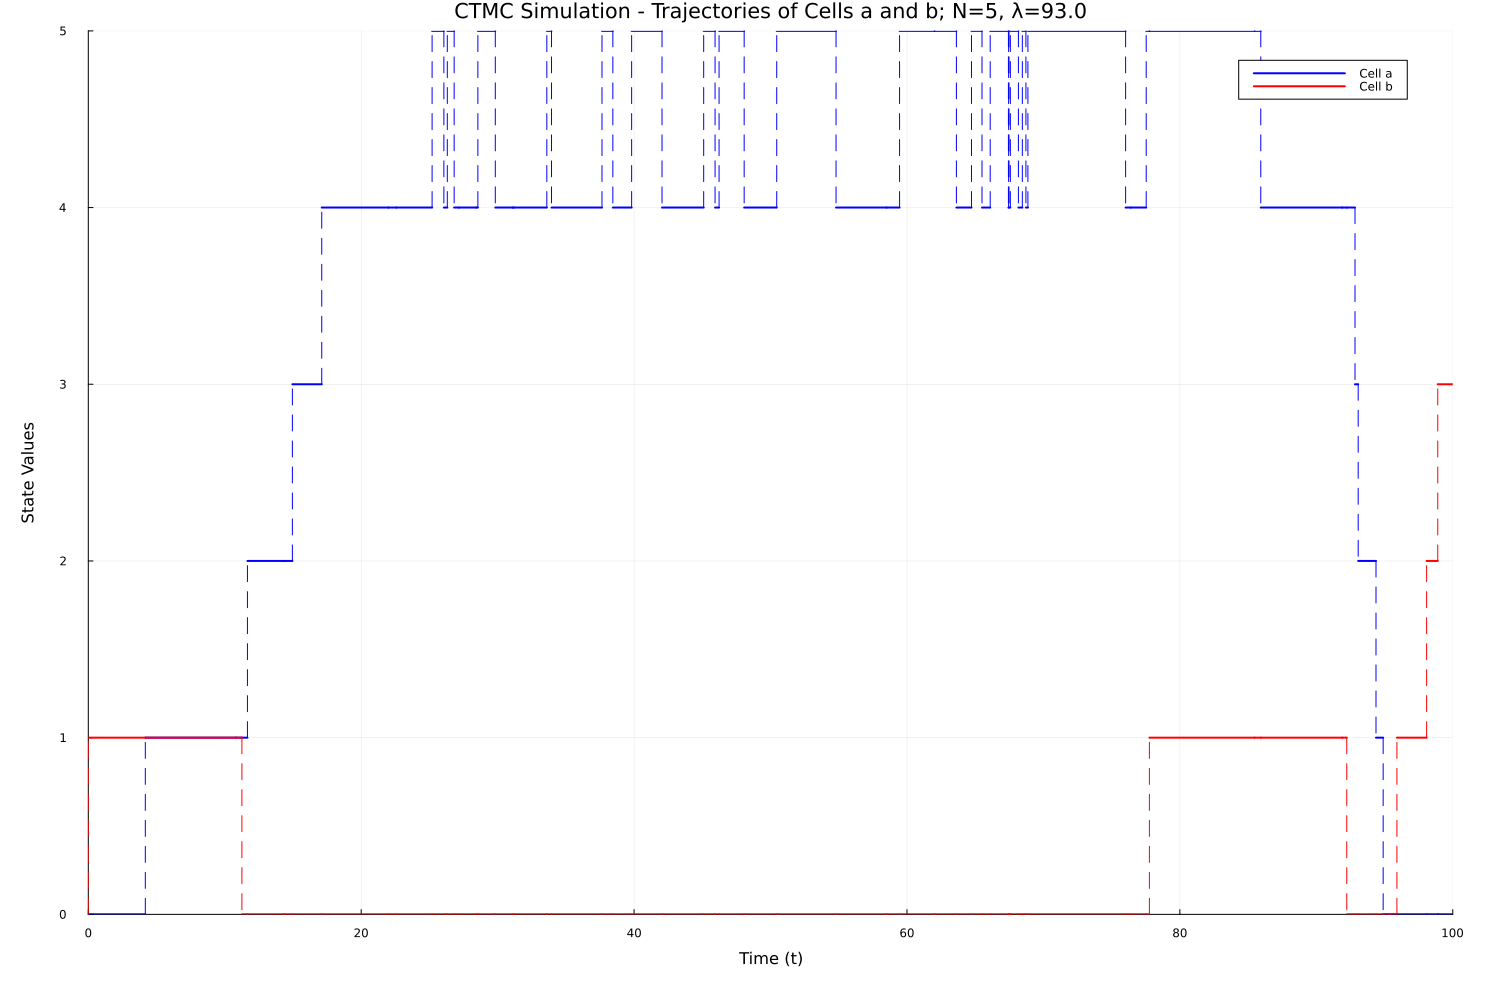 CTMC Simulation - Trajectories of Cells a and b; N=5, λ=93.0
5
4
3
2
1
0
State Values
Cell a
Cell b
0 20 40 60 80 100
Time (t)